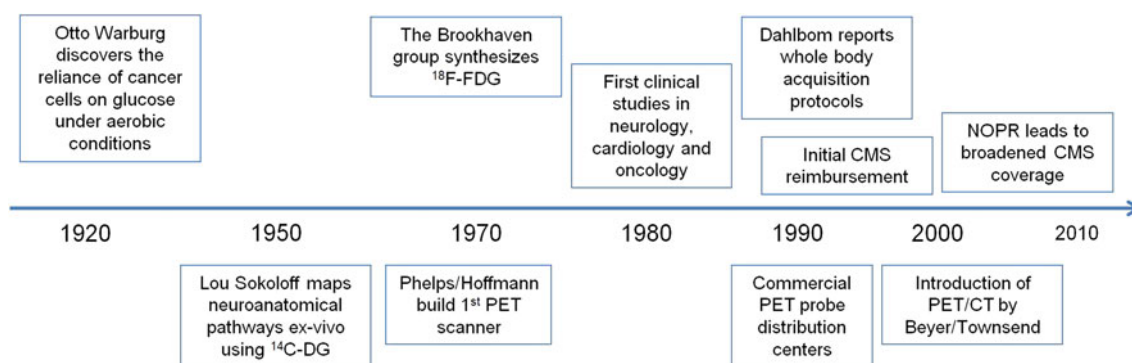 Otto Warburg
discovers the
reliance of cancer
cells on glucose
under aerobic
conditions
The Brookhaven
group synthesizes
¹⁸F-FDG
First clinical
studies in
neurology,
cardiology and
oncology
Dahlbom reports
whole body
acquisition
protocols
Initial CMS
reimbursement
NOPR leads to
broadened CMS
coverage
1920
1950
1970
1980
1990
2000
2010
Lou Sokoloff maps
neuroanatomical
pathways ex-vivo
using ¹⁴C-DG
Phelps/Hoffmann
build 1ˢᵗ PET
scanner
Commercial
PET probe
distribution
centers
Introduction of
PET/CT by
Beyer/Townsend